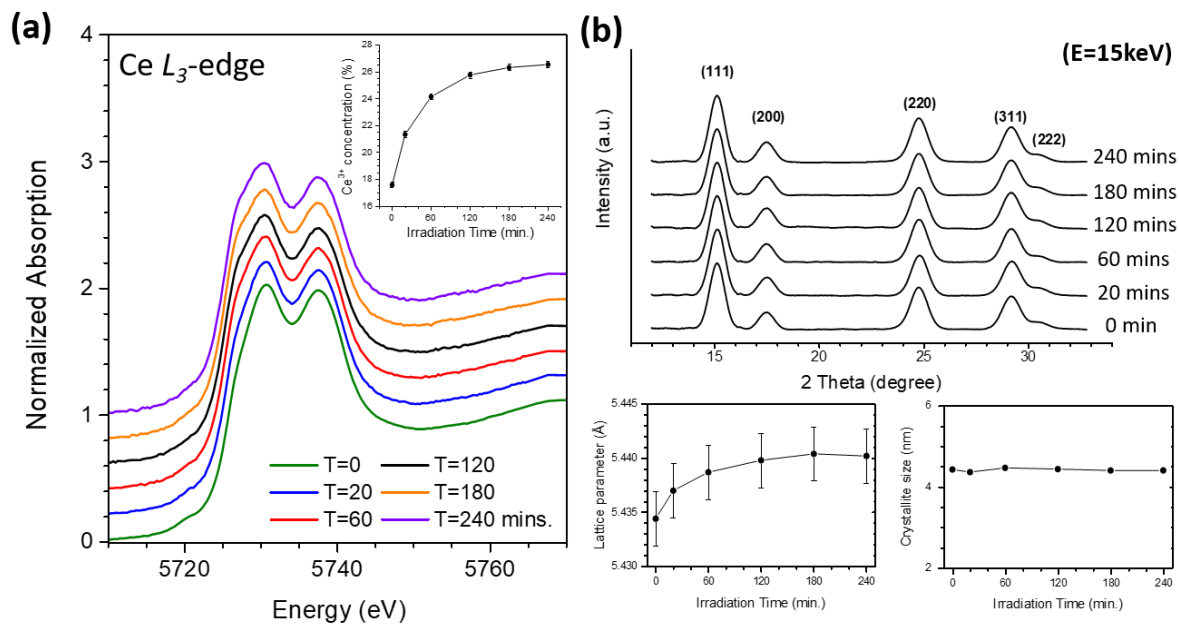 (a)
Ce L3-edge
4
3
2
1
0
Normalized Absorption
5720
5740
5760
Energy (eV)
T=0
T=120
T=20
T=180
T=60
T=240 mins.
28
26
24
22
20
18
16
Ce³⁺ concentration (%)
0
60
120
180
240
Irradiation Time (min.)
(b)
(E=15keV)
(111)
(200)
(220)
(311)
(222)
240 mins
180 mins
120 mins
60 mins
20 mins
0 min
Intensity (a.u.)
15
20
25
30
2 Theta (degree)
5.445
5.440
5.435
5.430
Lattice parameter (Å)
0
60
120
180
240
Irradiation Time (min.)
6
4
2
Crystallite size (nm)
0
60
120
180
240
Irradiation Time (min.)